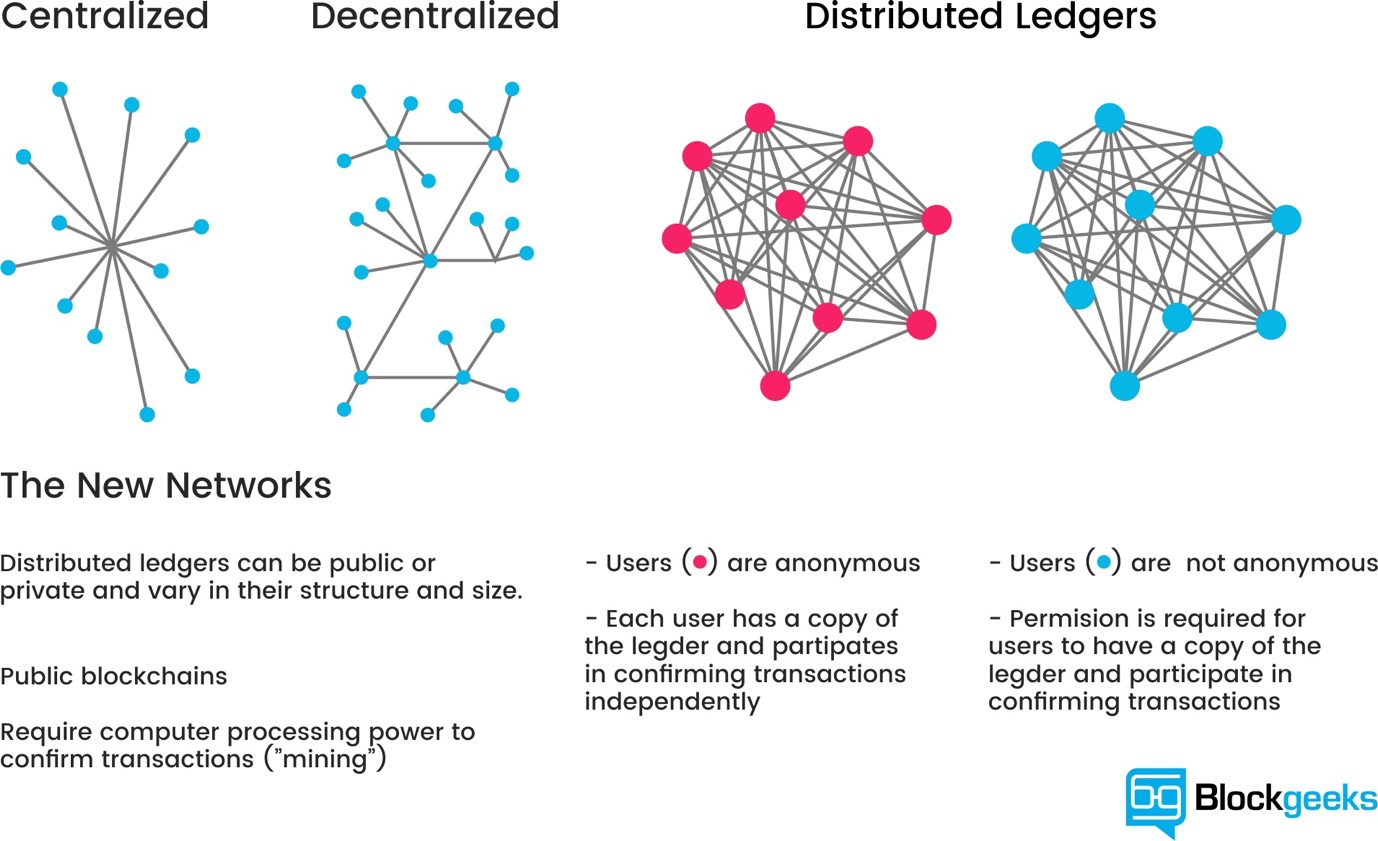 Centralized
Decentralized
Distributed Ledgers
The New Networks
Distributed ledgers can be public or
private and vary in their structure and size.
Public blockchains
Require computer processing power to
confirm transactions (”mining”)
- Users (●) are anonymous
- Each user has a copy of
the legder and partipates
in confirming transactions
independently
- Users (●) are not anonymous
- Permision is required for
users to have a copy of the
legder and participate in
confirming transactions
Blockgeeks